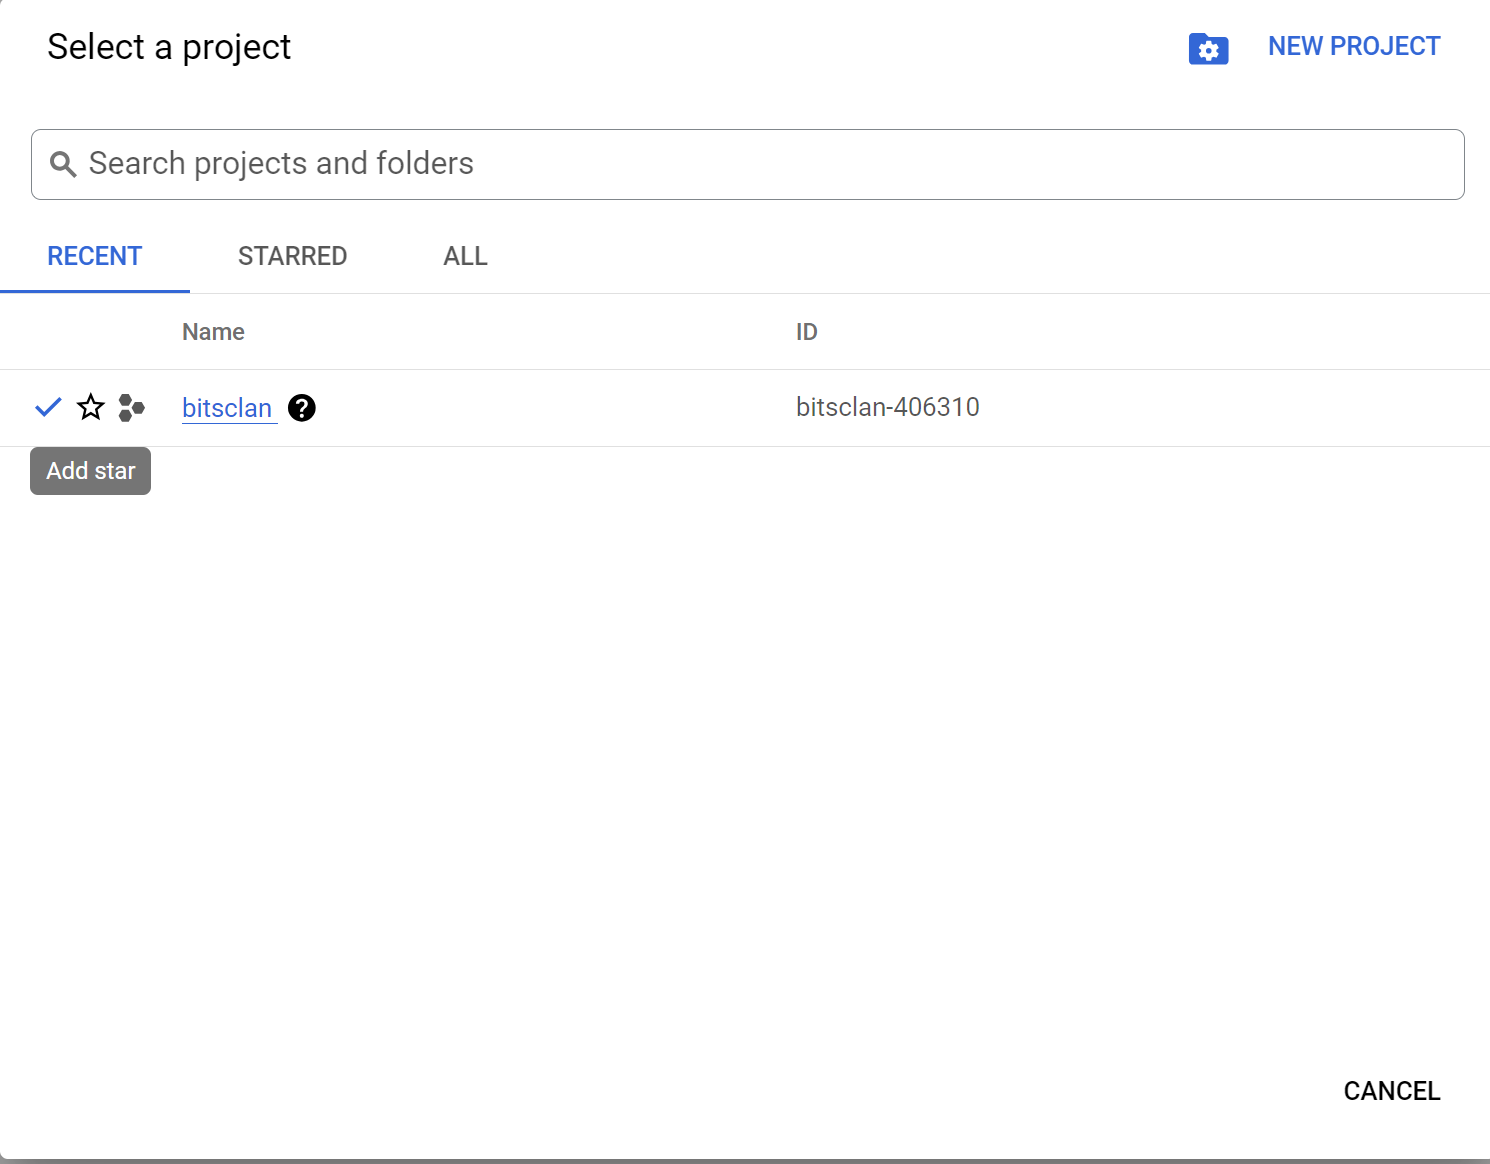 Select a project
NEW PROJECT
Search projects and folders
RECENT STARRED ALL
Name ID
bitsclan ? bitsclan-406310
Add star
CANCEL